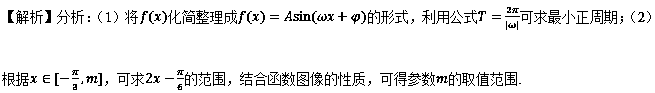 【解析】分析：（1）将f(x)化简整理成f(x)=Asin(ωx+φ)的形式，利用公式T=2π/|ω|可求最小正周期；（2）
根据x∈[-π/3,m]，可求2x-π/6的范围，结合函数图像的性质，可得参数m的取值范围.